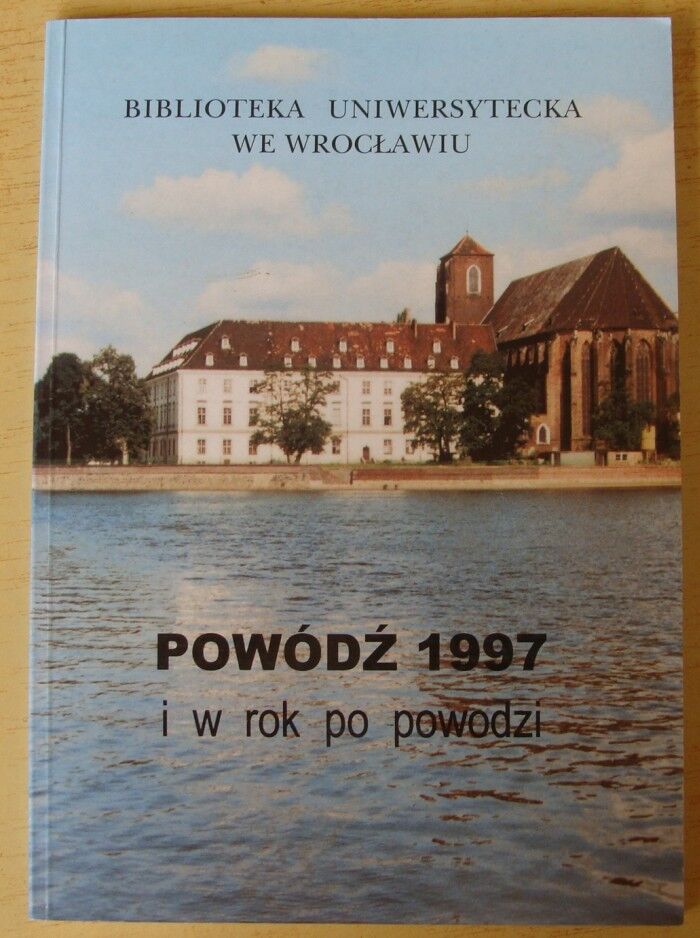 BIBLIOTEKA UNIWERSYTECKA
WE WROCŁAWIU
POWÓDŹ 1997
i w rok po powodzi